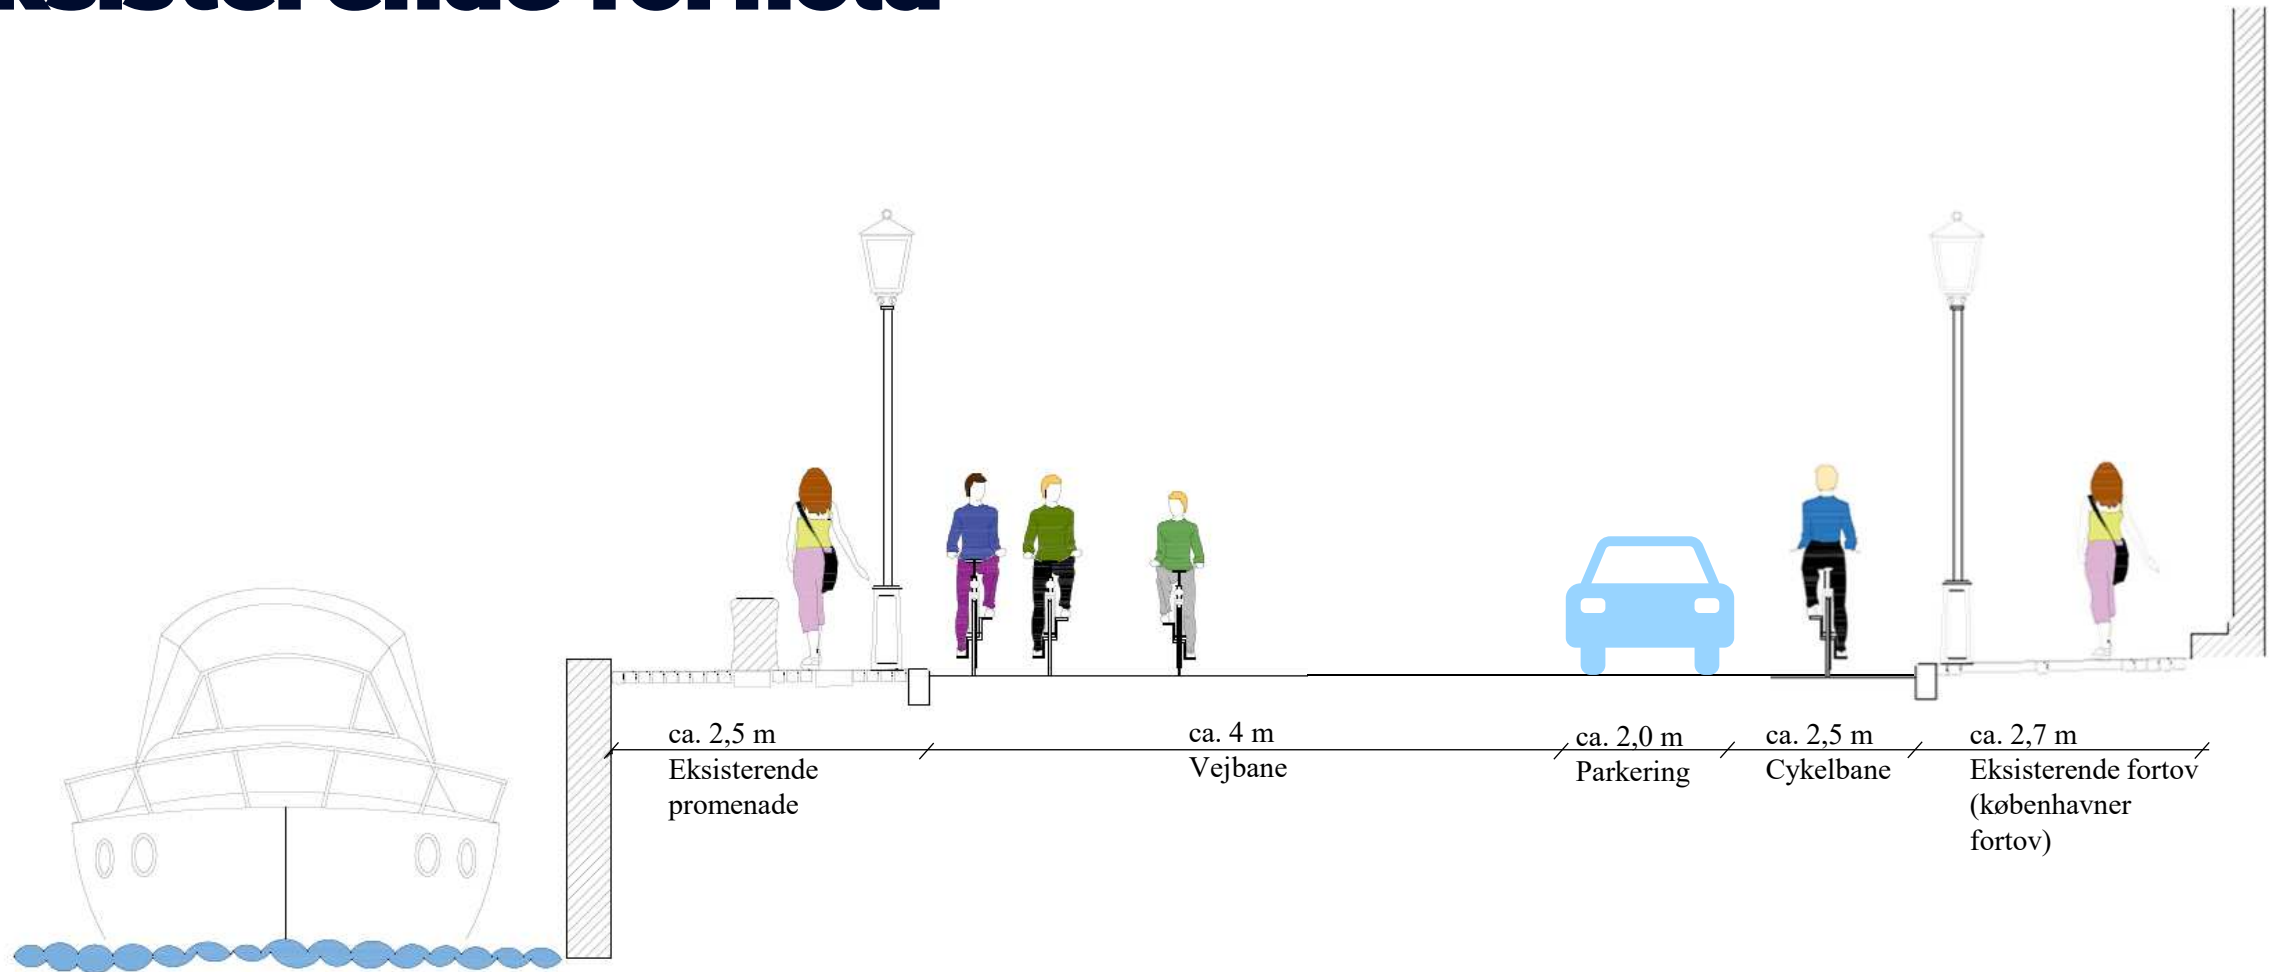 ca. 2,5 m
Eksisterende
promenade
ca. 4 m
Vejbane
ca. 2,0 m
Parkering
ca. 2,5 m
Cykelbane
ca. 2,7 m
Eksisterende fortov
(københavner
fortov)